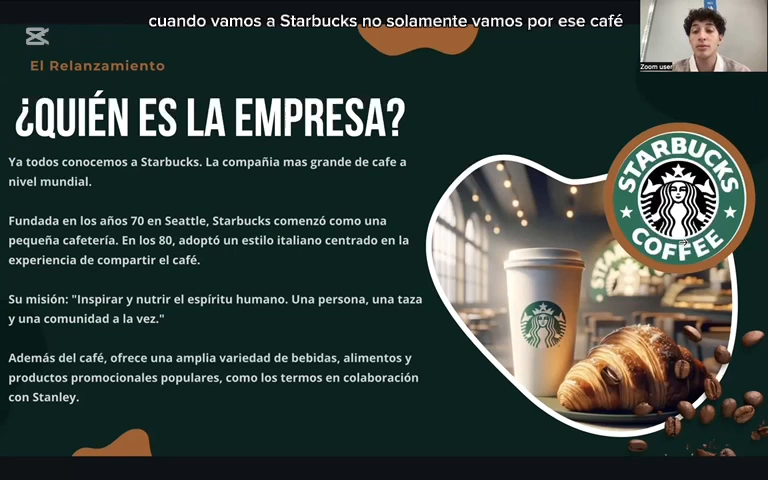 cuando vamos a Starbucks no solamente vamos por ese café
El Relanzamiento
¿QUIÉN ES LA EMPRESA?
Ya todos conocemos a Starbucks. La compañia mas grande de cafe a
nivel mundial.
Fundada en los años 70 en Seattle, Starbucks comenzó como una
pequeña cafetería. En los 80, adoptó un estilo italiano centrado en la
experiencia de compartir el café.
Su misión: "Inspirar y nutrir el espíritu humano. Una persona, una taza
y una comunidad a la vez."
Además del café, ofrece una amplia variedad de bebidas, alimentos y
productos promocionales populares, como los termos en colaboración
con Stanley.
STARBUCKS
COFFEE
Zoom user